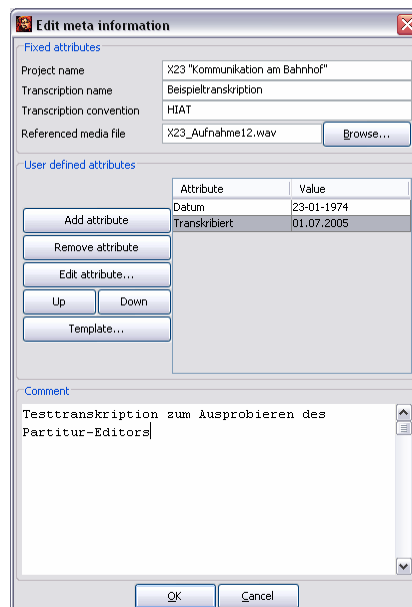 Edit meta information
Fixed attributes
Project name X23 "Kommunikation am Bahnhof"
Transcription name Beispieltranskription
Transcription convention HIAT
Referenced media file X23_Aufnahme12.wav Browse...
User defined attributes
Attribute Value
Datum 23-01-1974
Add attribute Transkribiert 01.07.2005
Remove attribute
Edit attribute...
Up Down
Template...
Comment
Testtranskription zum Ausprobieren des
Partitur-Editors
OK Cancel